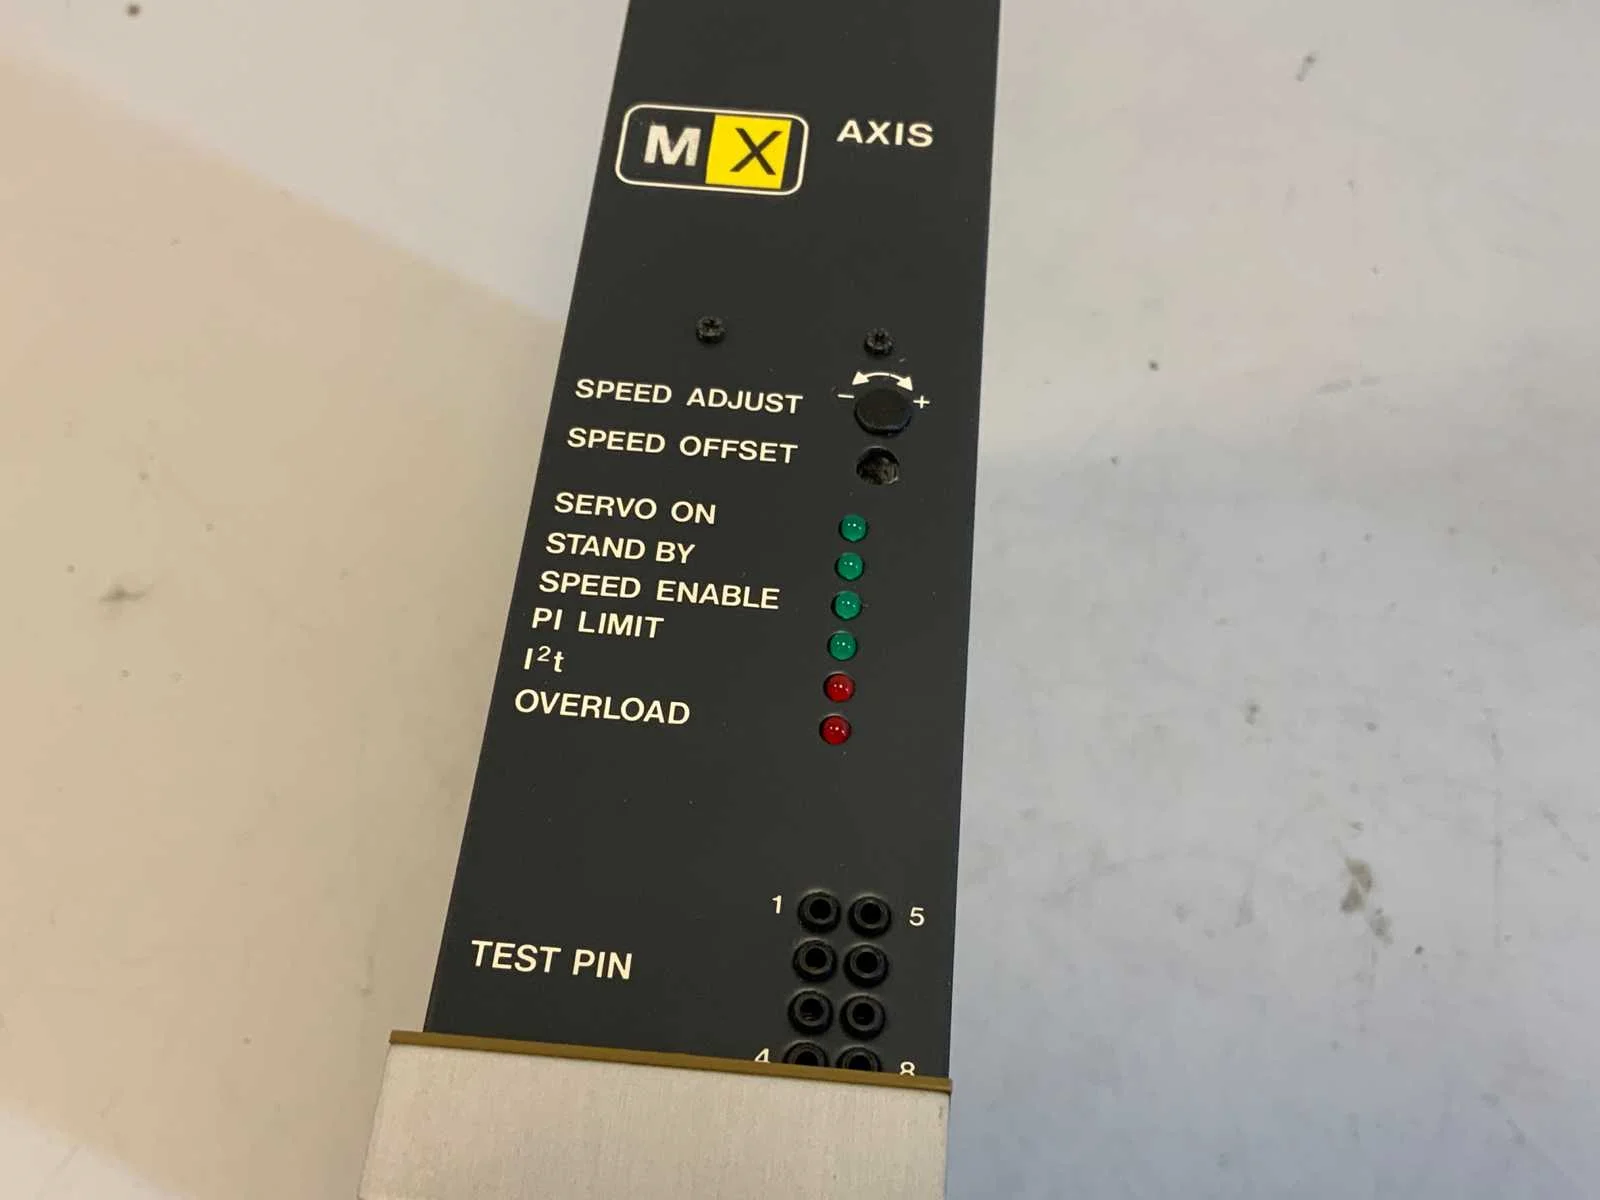 MX AXIS
SPEED ADJUST - +
SPEED OFFSET
SERVO ON
STAND BY
SPEED ENABLE
PI LIMIT
I²t
OVERLOAD
1 5
TEST PIN
4 8